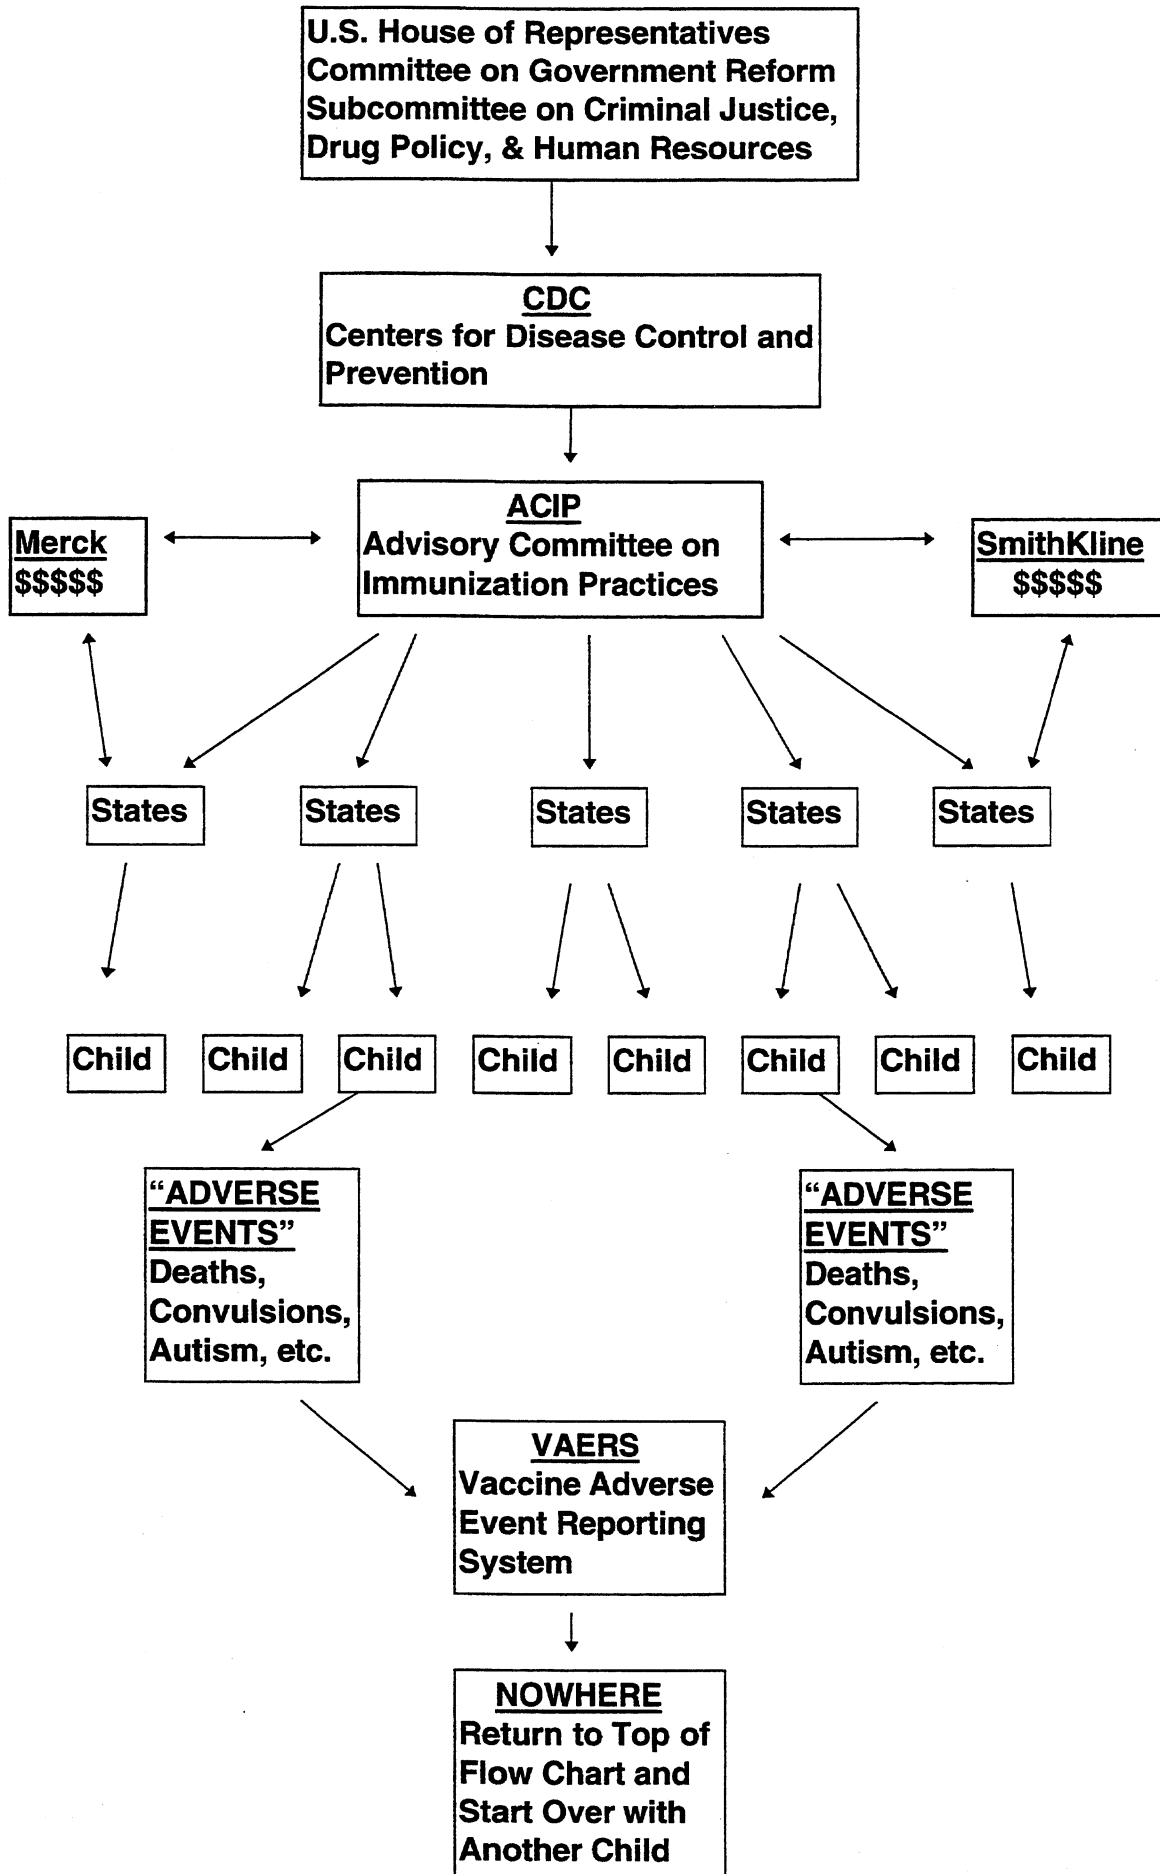 U.S. House of Representatives
Committee on Government Reform
Subcommittee on Criminal Justice,
Drug Policy, & Human Resources
CDC
Centers for Disease Control and
Prevention
ACIP
Advisory Committee on
Immunization Practices
Merck
$$$$$
SmithKline
$$$$$
States
States
States
States
States
Child
Child
Child
Child
Child
Child
Child
Child
“ADVERSE
EVENTS”
Deaths,
Convulsions,
Autism, etc.
“ADVERSE
EVENTS”
Deaths,
Convulsions,
Autism, etc.
VAERS
Vaccine Adverse
Event Reporting
System
NOWHERE
Return to Top of
Flow Chart and
Start Over with
Another Child